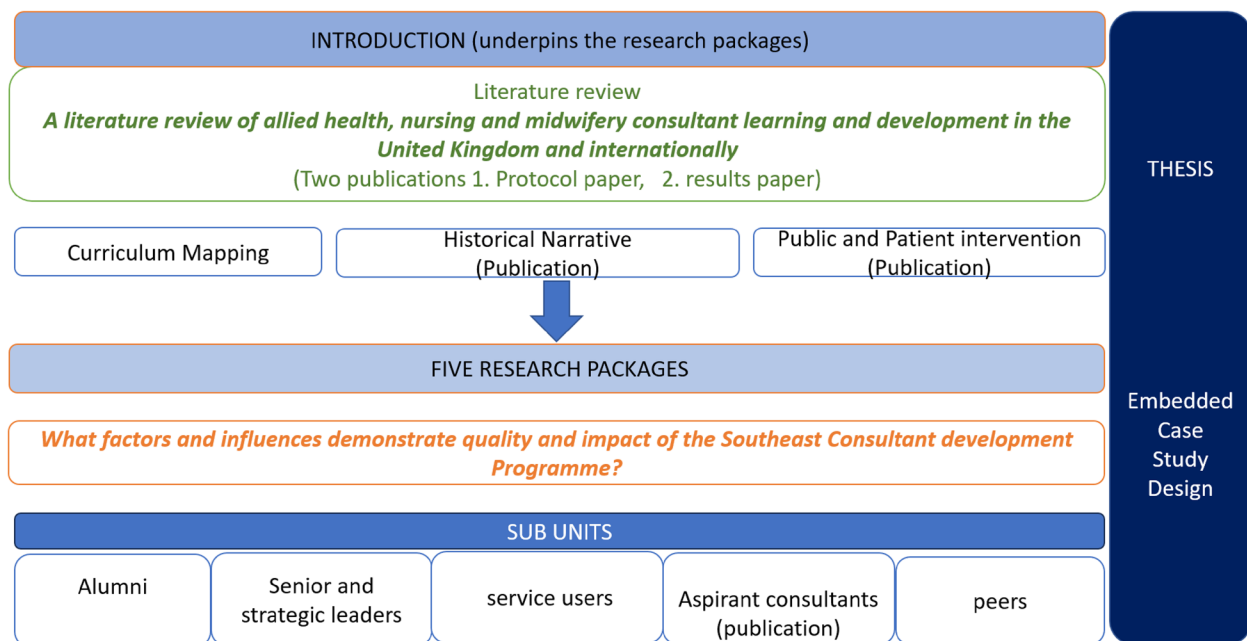 INTRODUCTION (underpins the research packages)
Literature review
A literature review of allied health, nursing and midwifery consultant learning and development in the
United Kingdom and internationally
(Two publications 1. Protocol paper, 2. results paper)
THESIS
Curriculum Mapping
Historical Narrative
(Publication)
Public and Patient intervention
(Publication)
FIVE RESEARCH PACKAGES
What factors and influences demonstrate quality and impact of the Southeast Consultant development
Programme?
Embedded
Case
Study
Design
SUB UNITS
Alumni
Senior and
strategic leaders
service users
Aspirant consultants
(publication)
peers